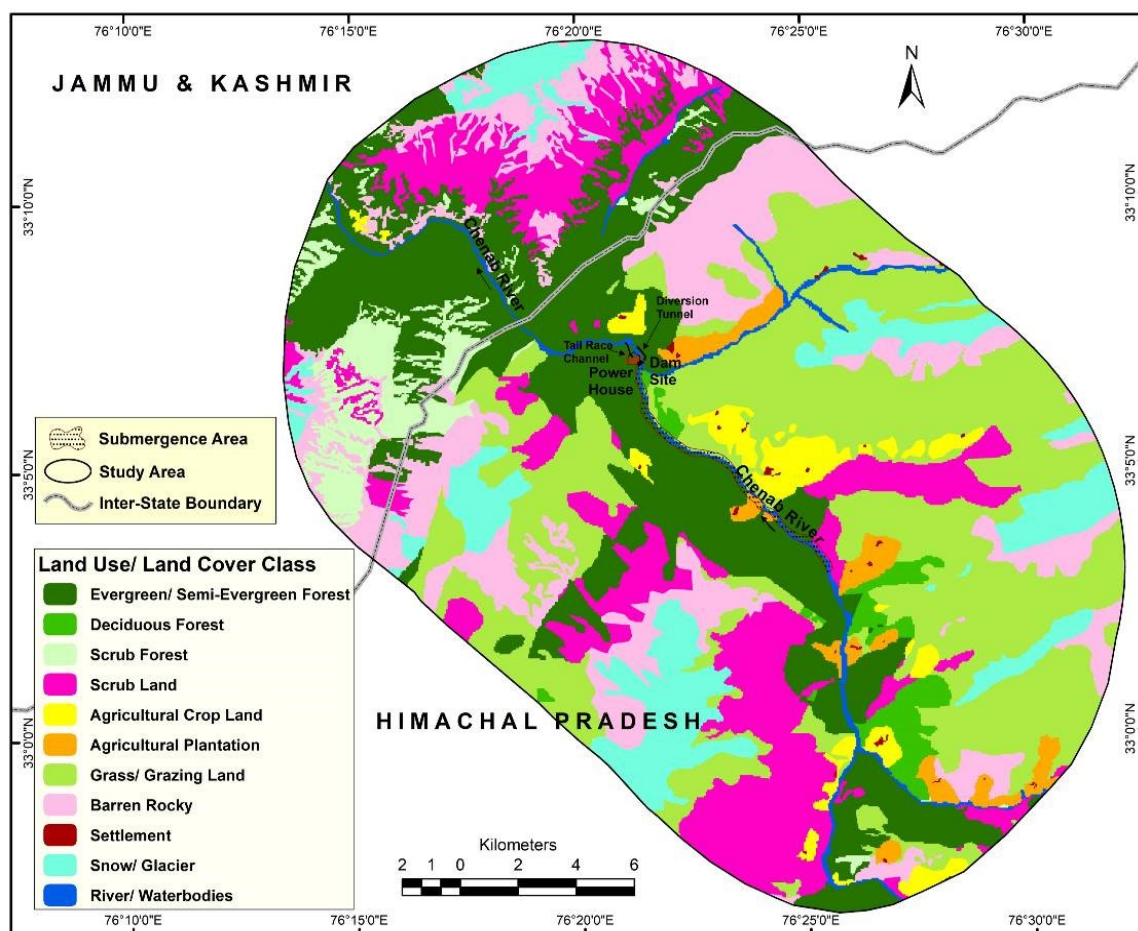 76°10'0"E 76°15'0"E 76°20'0"E 76°25'0"E 76°30'0"E
N
JAMMU & KASHMIR
33°10'0"N
33°10'0"N
Chenab River
Diversion
Tunnel
Tail Race
Channel
Power
House
Dam
Site
Submergence Area
Study Area
Inter-State Boundary
33°5'0"N
33°5'0"N
Chenab River
Land Use/ Land Cover Class
Evergreen/ Semi-Evergreen Forest
Deciduous Forest
Scrub Forest
Scrub Land
Agricultural Crop Land
Agricultural Plantation
Grass/ Grazing Land
Barren Rocky
Settlement
Snow/ Glacier
River/ Waterbodies
HIMACHAL PRADESH
33°0'0"N
33°0'0"N
Kilometers
2 1 0 2 4 6
76°10'0"E 76°15'0"E 76°20'0"E 76°25'0"E 76°30'0"E